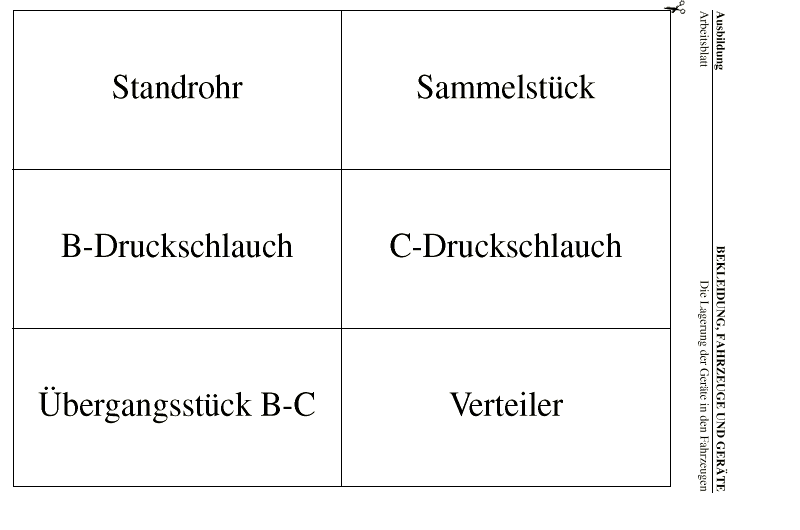 Standrohr
Sammelstück
B-Druckschlauch
C-Druckschlauch
Übergangsstück B-C
Verteiler
Ausbildung
Arbeitsblatt
BEKLEIDUNG, FAHRZEUGE UND GERÄTE
Die Lagerung der Geräte in den Fahrzeugen